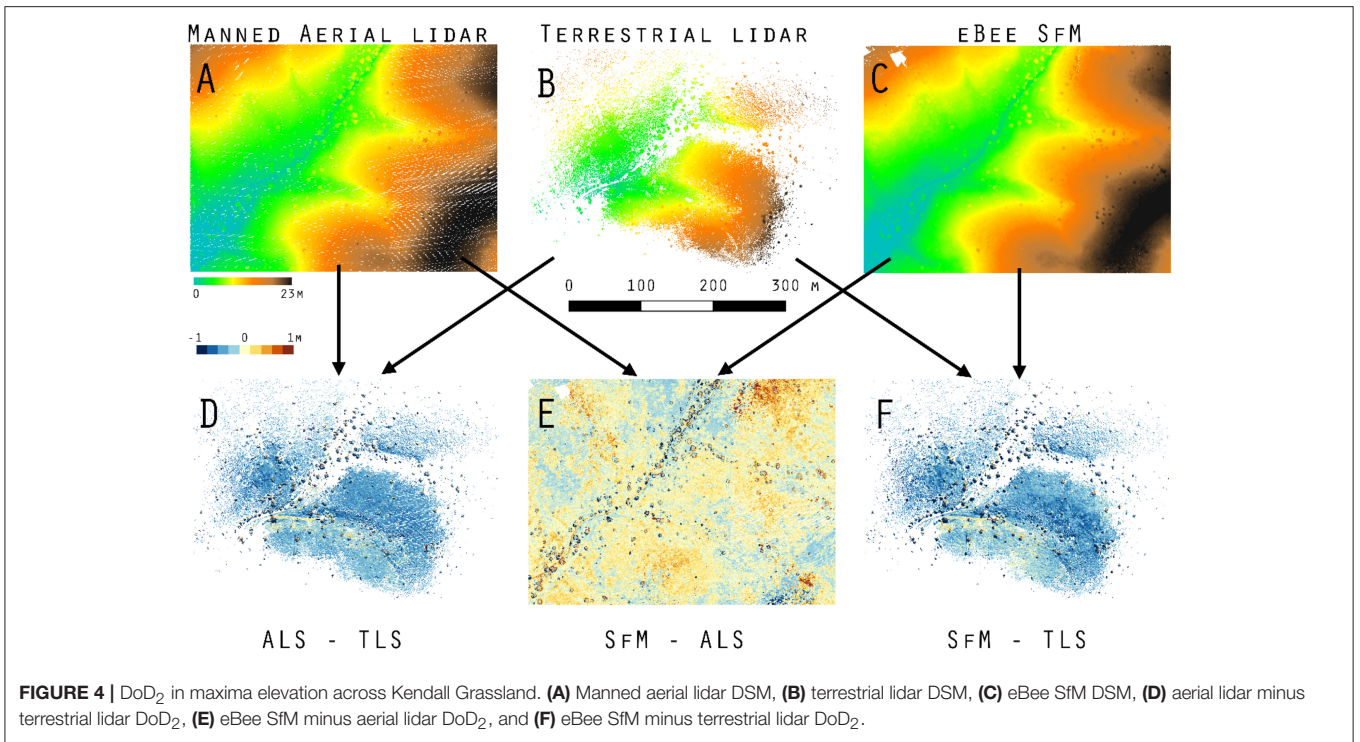 MANNED AERIAL LIDAR
TERRESTRIAL LIDAR
EBEE SFM
A
B
C
0 23 M
0 100 200 300 M
-1 0 1M
D
E
F
ALS - TLS
SFM - ALS
SFM - TLS
FIGURE 4 | DoD2 in maxima elevation across Kendall Grassland. (A) Manned aerial lidar DSM, (B) terrestrial lidar DSM, (C) eBee SfM DSM, (D) aerial lidar minus
terrestrial lidar DoD2, (E) eBee SfM minus aerial lidar DoD2, and (F) eBee SfM minus terrestrial lidar DoD2.